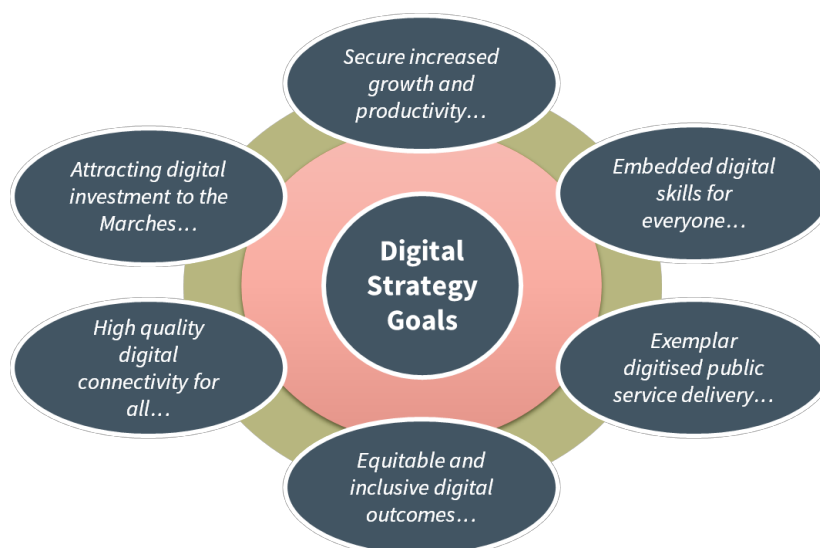 Secure increased
growth and
productivity…
Attracting digital
investment to the
Marches…
Embedded digital
skills for
everyone…
Digital
Strategy
Goals
High quality
digital
connectivity for
all…
Exemplar
digitised public
service delivery…
Equitable and
inclusive digital
outcomes…